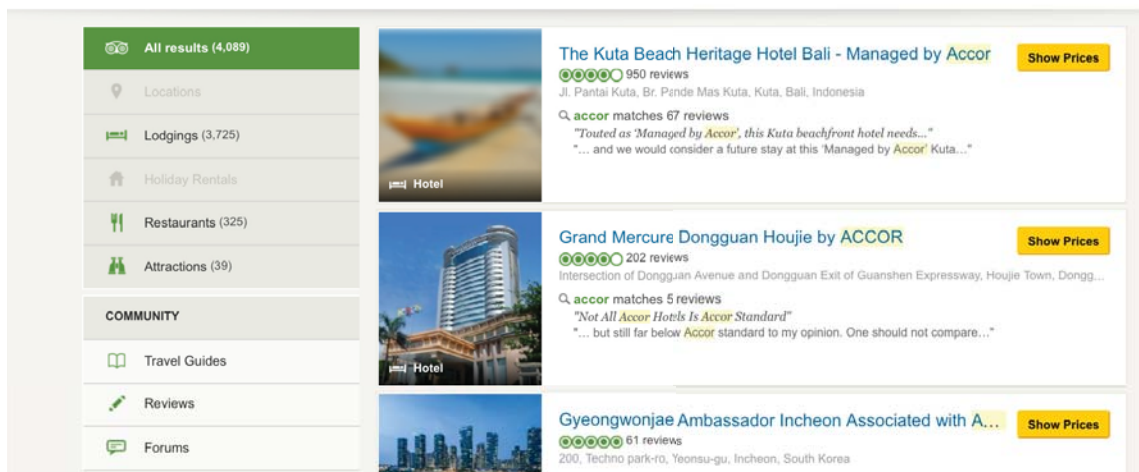 All results (4,089)
Locations
Lodgings (3,725)
Holiday Rentals
Restaurants (325)
Attractions (39)
COMMUNITY
Travel Guides
Reviews
Forums
The Kuta Beach Heritage Hotel Bali - Managed by Accor
Show Prices
950 reviews
Jl. Pantai Kuta, Br. Pande Mas Kuta, Kuta, Bali, Indonesia
accor matches 67 reviews
"Touted as 'Managed by Accor', this Kuta beachfront hotel needs..."
"... and we would consider a future stay at this 'Managed by Accor' Kuta..."
Hotel
Grand Mercure Dongguan Houjie by ACCOR
Show Prices
202 reviews
Intersection of Dongguan Avenue and Dongguan Exit of Guanshen Expressway, Houjie Town, Dongg...
accor matches 5 reviews
"Not All Accor Hotels Is Accor Standard"
"... but still far below Accor standard to my opinion. One should not compare..."
Hotel
Gyeongwonjae Ambassador Incheon Associated with A...
Show Prices
61 reviews
200, Techno park-ro, Yeonsu-gu, Incheon, South Korea